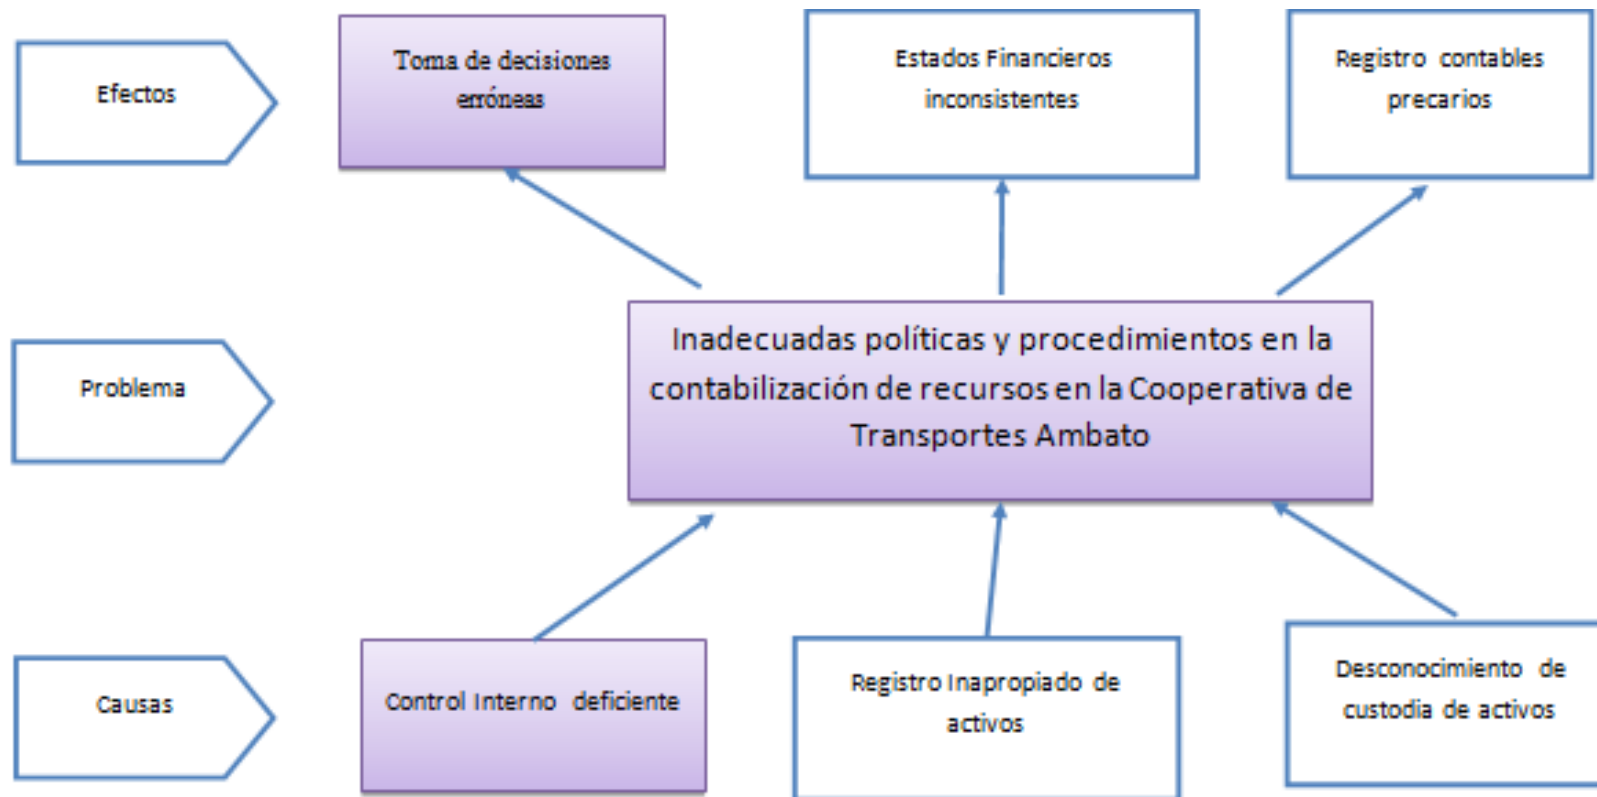 Efectos
Toma de decisiones
erróneas
Estados Financieros
inconsistentes
Registro contables
precarios
Problema
Inadecuadas políticas y procedimientos en la
contabilización de recursos en la Cooperativa de
Transportes Ambato
Causas
Control Interno deficiente
Registro Inapropiado de
activos
Desconocimiento de
custodia de activos